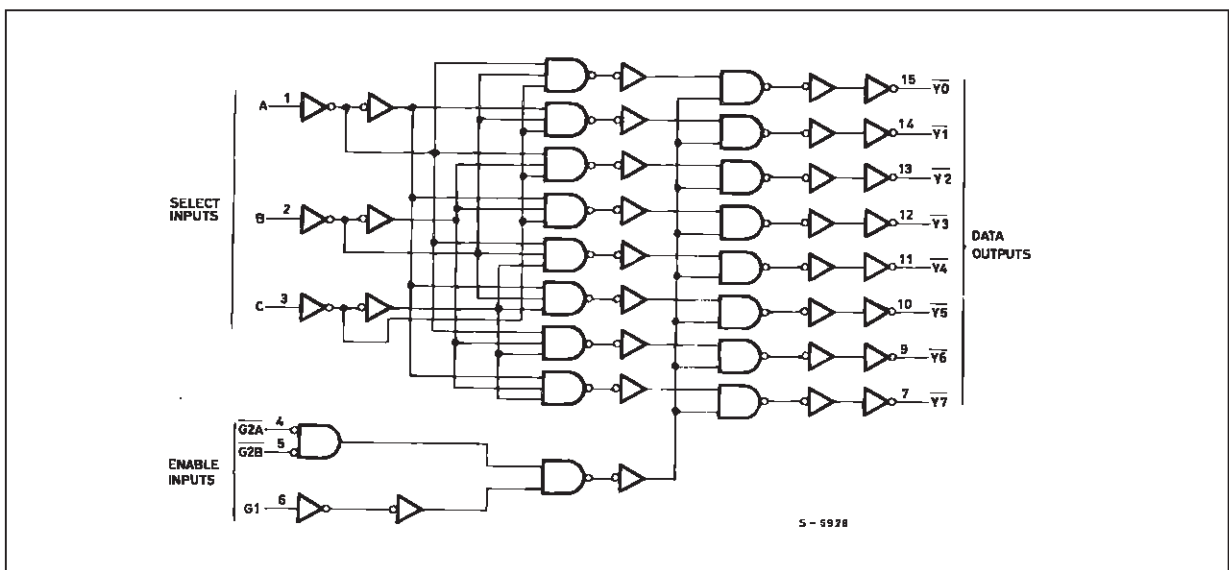 SELECT
INPUTS
A 1
B 2
C 3
ENABLE
INPUTS
G2A 4
G2B 5
G1 6
15 Y0
14 Y1
13 Y2
12 Y3
11 Y4
10 Y5
9 Y6
7 Y7
DATA
OUTPUTS
S - 5928